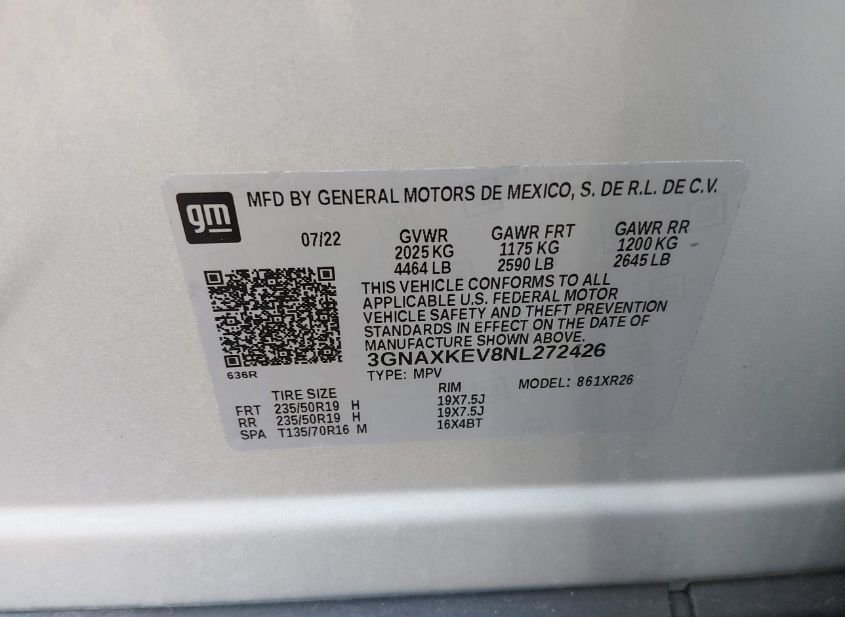 gm
MFD BY GENERAL MOTORS DE MEXICO, S. DE R.L. DE C.V.
07/22 GVWR GAWR FRT GAWR RR
2025 KG 1175 KG 1200 KG
4464 LB 2590 LB 2645 LB
THIS VEHICLE CONFORMS TO ALL
APPLICABLE U.S. FEDERAL MOTOR
VEHICLE SAFETY AND THEFT PREVENTION
STANDARDS IN EFFECT ON THE DATE OF
MANUFACTURE SHOWN ABOVE.
3GNAXKEV8NL272426
636R TYPE: MPV MODEL: 861XR26
TIRE SIZE RIM
FRT 235/50R19 H 19X7.5J
RR 235/50R19 H 19X7.5J
SPA T135/70R16 M 16X4BT